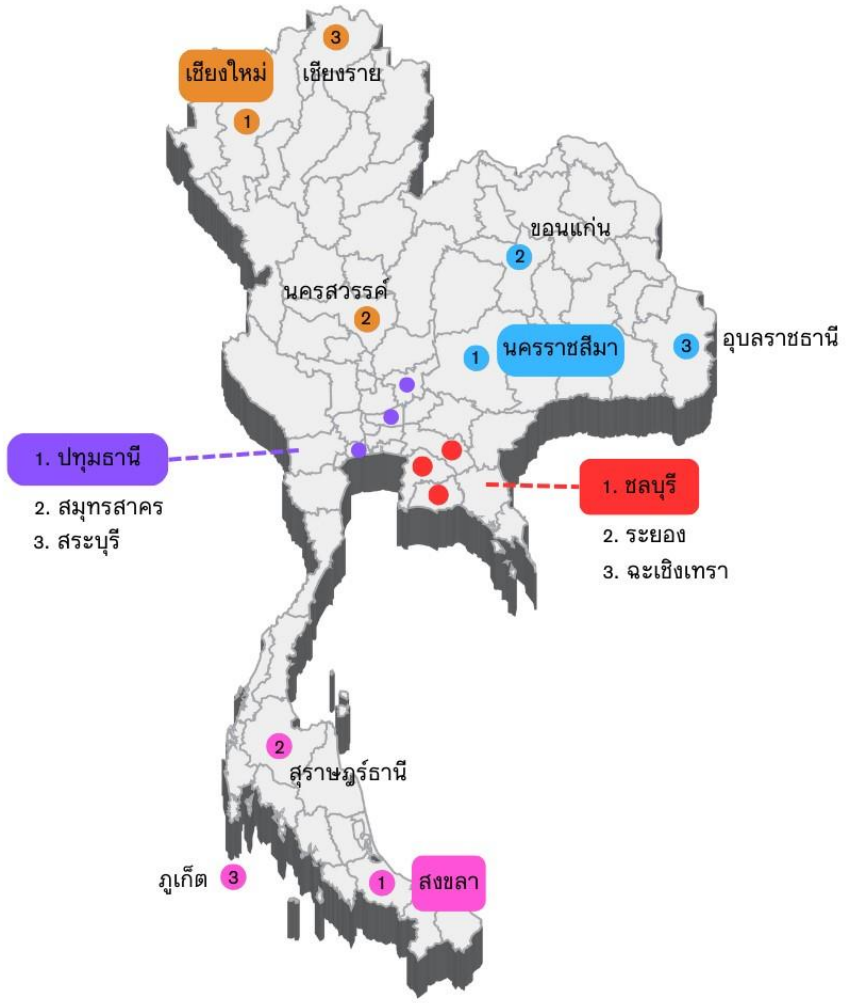 3
เชียงใหม่
เชียงราย
1
ขอนแก่น
2
นครสวรรค์
2
1
นครราชสีมา
3
อุบลราชธานี
1. ปทุมธานี
2. สมุทรสาคร
3. สระบุรี
1. ชลบุรี
2. ระยอง
3. ฉะเชิงเทรา
2
สุราษฎร์ธานี
ภูเก็ต
3
1
สงขลา